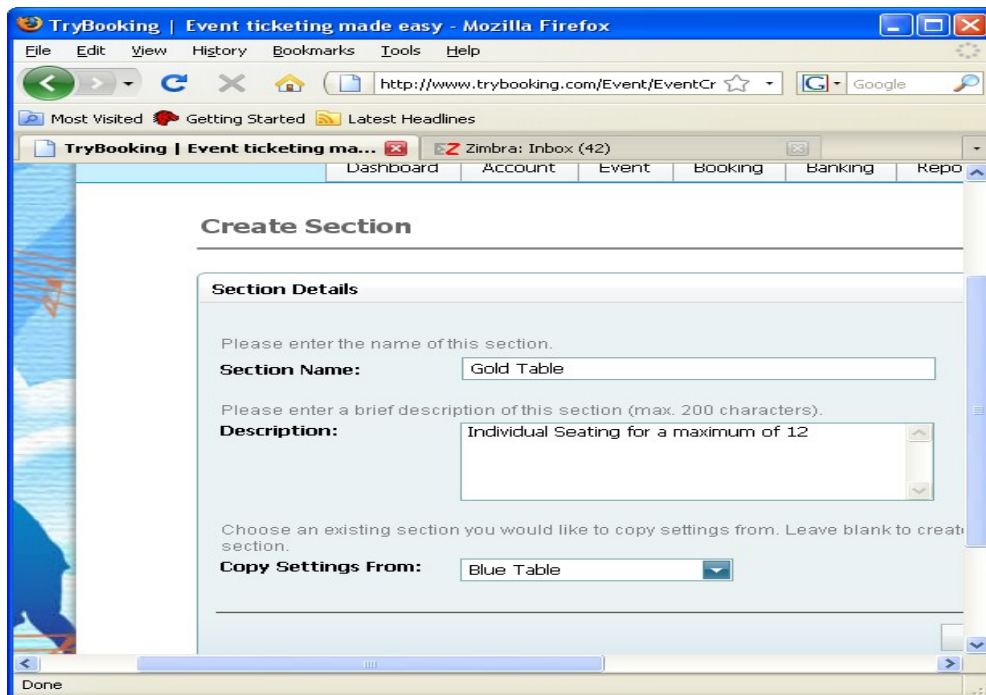 TryBooking | Event ticketing made easy - Mozilla Firefox
File Edit View History Bookmarks Tools Help
http://www.trybooking.com/Event/EventCr
G Google
Most Visited Getting Started Latest Headlines
TryBooking | Event ticketing ma... Z Zimbra: Inbox (42)
Dashboard Account Event Booking Banking Repo
Create Section
Section Details
Please enter the name of this section.
Section Name: Gold Table
Please enter a brief description of this section (max. 200 characters).
Description: Individual Seating for a maximum of 12
Choose an existing section you would like to copy settings from. Leave blank to creat
section.
Copy Settings From: Blue Table
Done